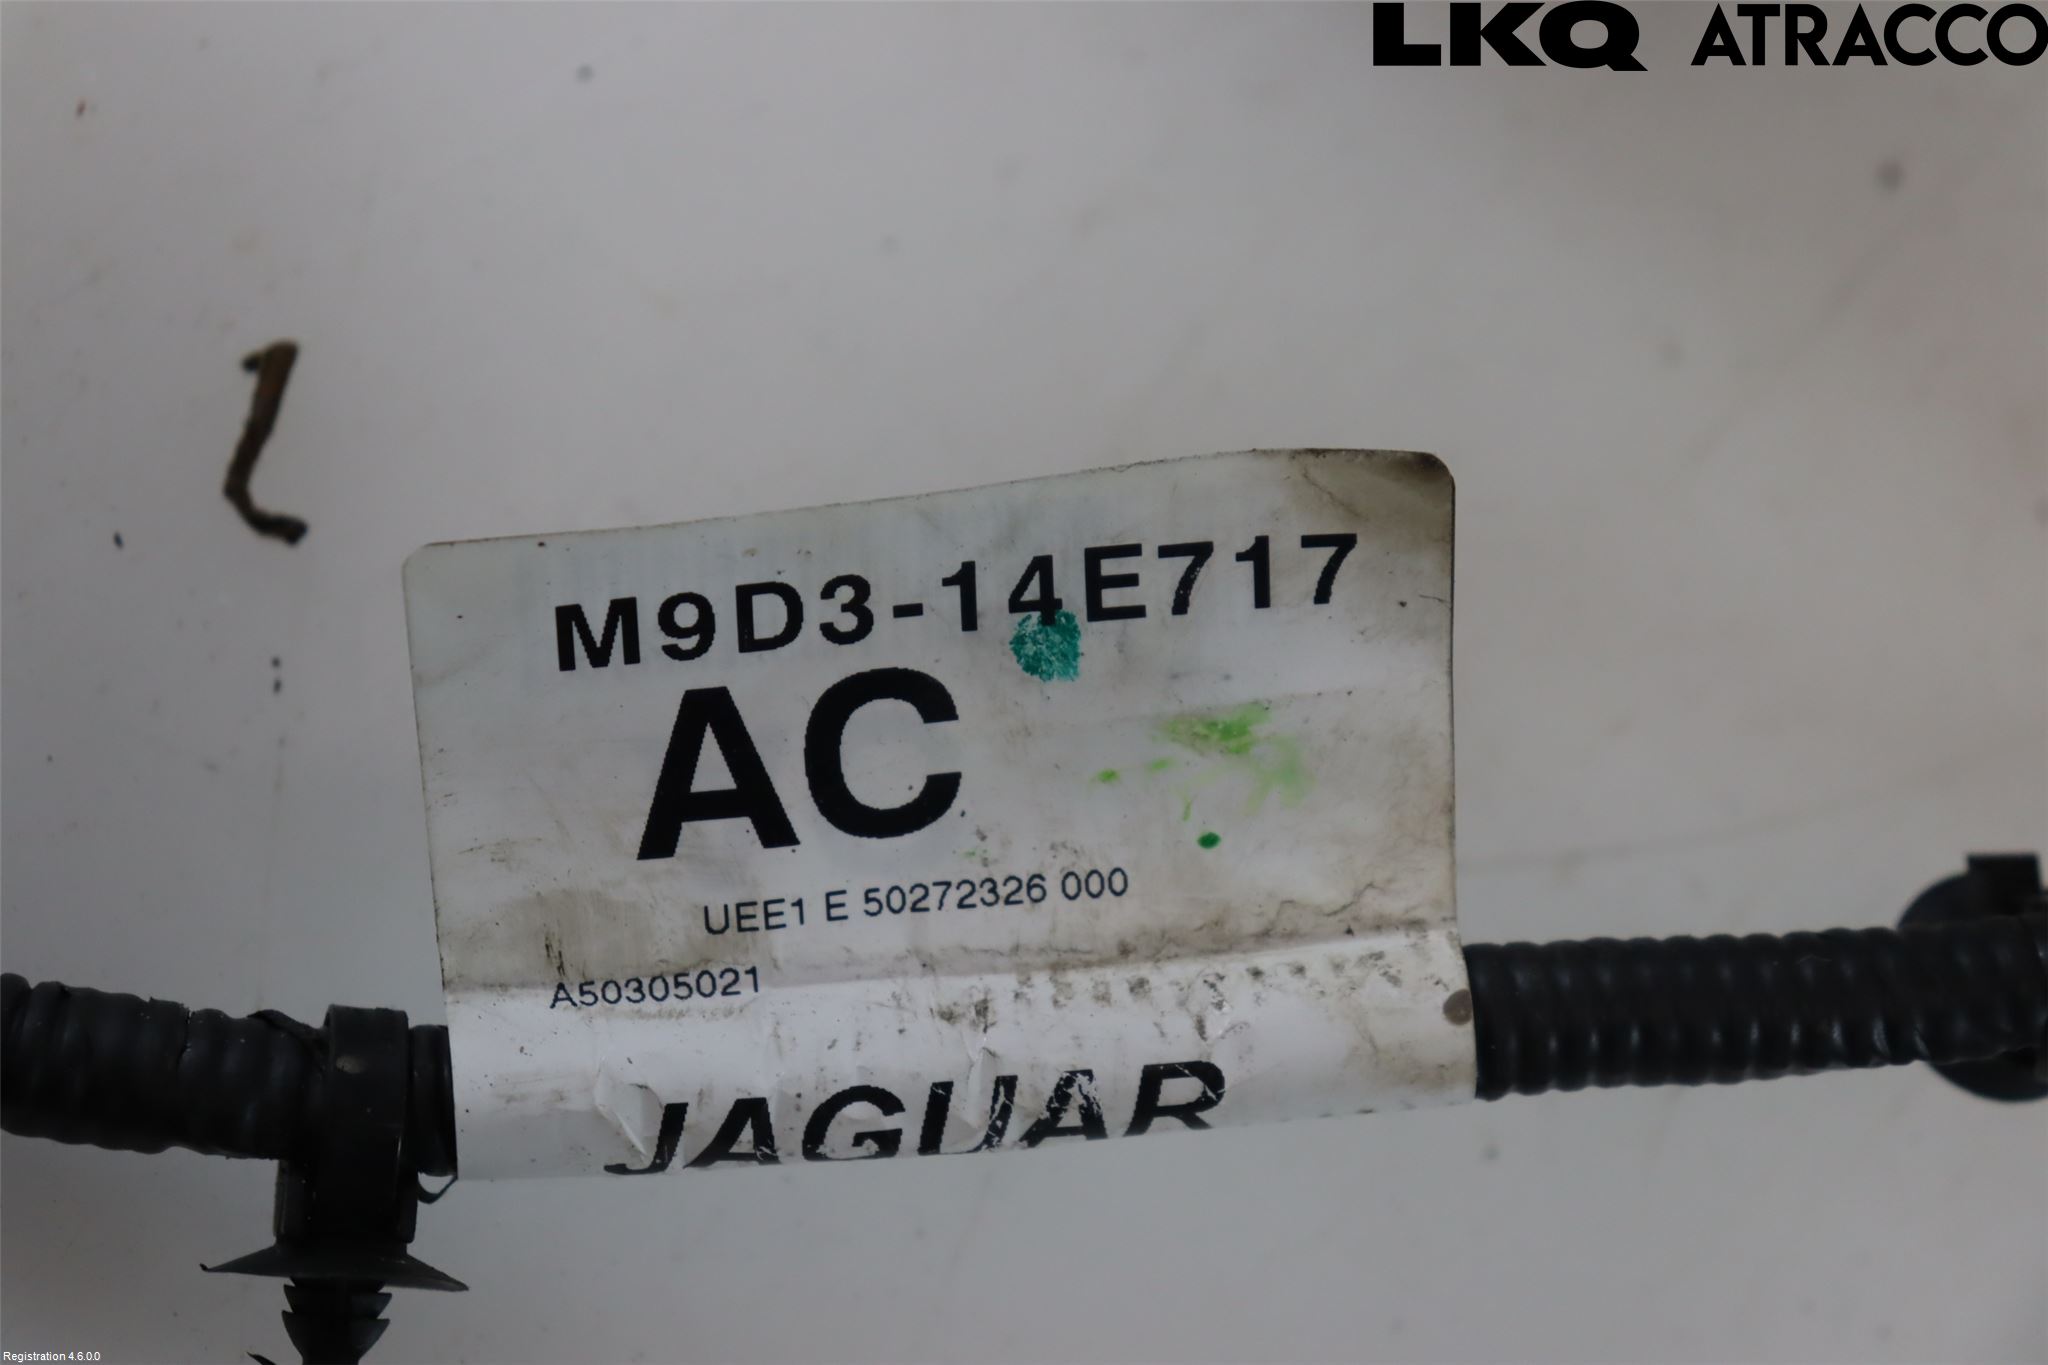 LKQ ATRACCO
M9D3-14E717
AC
UEE1 E 50272326 000
A50305021
JAGUAR
Registration 4.6.0.0